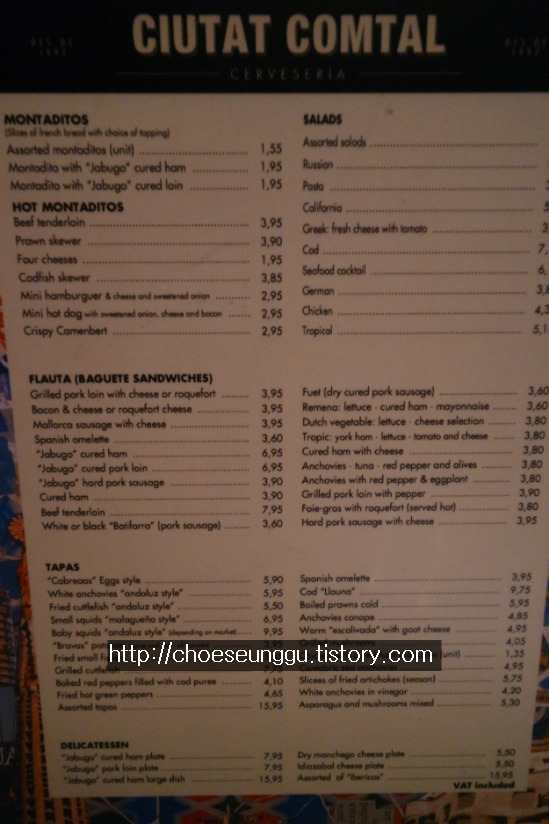 CIUTAT COMTAL
CERVESERIA
MONTADITOS
(Slices of french bread with choice of topping)
Assorted montaditos (unit) 1,55
Montadito with "Jabugo" cured ham 1,95
Montadito with "Jabugo" cured loin 1,95
HOT MONTADITOS
Beef tenderloin 3,95
Prawn skewer 3,90
Four cheeses 1,95
Codfish skewer 3,85
Mini hamburguer & cheese and sweetened onion 2,95
Mini hot dog with sweetened onion, cheese and bacon 2,95
Crispy Camenbert 2,95
SALADS
Assorted salads
Russian
Pasta
California
Greek: fresh cheese with tomato 3
Cod 7,
Seafood cocktail 6,
German 3,
Chicken 4,
Tropical 5,1
FLAUTA (BAGUETE SANDWICHES)
Grilled pork loin with cheese or roquefort 3,95
Bacon & cheese or roquefort cheese 3,95
Mallorca sausage with cheese 3,95
Spanish omelette 3,60
"Jabugo" cured ham 6,95
"Jabugo" cured pork loin 6,95
"Jabugo" hard pork sausage 3,90
Cured ham 3,90
Beef tenderloin 7,95
White or black "Botifarra" (pork sausage) 3,60
Fuet (dry cured pork sausage) 3,60
Remena: lettuce · cured ham · mayonnaise 3,60
Dutch vegetable: lettuce · cheese selection 3,80
Tropic: york ham · lettuce · tomato and cheese 3,80
Cured ham with cheese 3,80
Anchovies · tuna · red pepper and olives 3,80
Anchovies with red pepper & eggplant 3,80
Grilled pork loin with pepper 3,90
Foie-gras with roquefort (served hot) 3,80
Hard pork sausage with cheese 3,95
TAPAS
"Cabreaos" Eggs style 5,90
White anchovies "andaluz style" 5,95
Fried cuttlefish "andaluz style" 5,50
Small squids "malagueña style" 6,95
Baby squids "andaluz style" (depending on market) 9,95
"Bravas"
Fried small
Grilled cuttlefish
Baked red peppers filled with cod puree 4,10
Fried hot green peppers 4,65
Assorted tapas 15,95
Spanish omelette 3,95
Cod "Llauna" 9,75
Boiled prawns cold 5,95
Anchovies canape 4,85
Warm "escalivada" with goat cheese 4,95
4,05
(unit) 1,35
4,95
Slices of fried artichokes (season) 5,75
White anchovies in vinegar 4,20
Asparagus and mushrooms mixed 5,30
http://choeseunggu.tistory.com
DELICATESSEN
"Jabugo" cured ham plate 7,95
"Jabugo" pork loin plate 7,95
"Jabugo" cured ham large dish 15,95
Dry manchego cheese plate 5,50
Idiazabal cheese plate 5,50
Assorted of "Ibericos" 15,95
VAT included